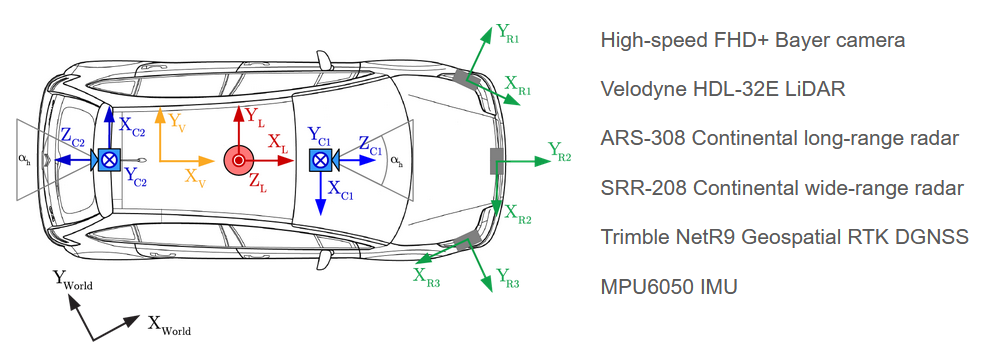 Y_R1
High-speed FHD+ Bayer camera
X_R1
Velodyne HDL-32E LiDAR
X_C2
Y_V
Y_L
Y_C1
Z_C2
Z_C1
ARS-308 Continental long-range radar
X_L
α_h
α_h
Y_R2
X_V
Y_C2
Z_L
X_C1
SRR-208 Continental wide-range radar
X_R2
Trimble NetR9 Geospatial RTK DGNSS
X_R3
Y_R3
MPU6050 IMU
Y_World
X_World